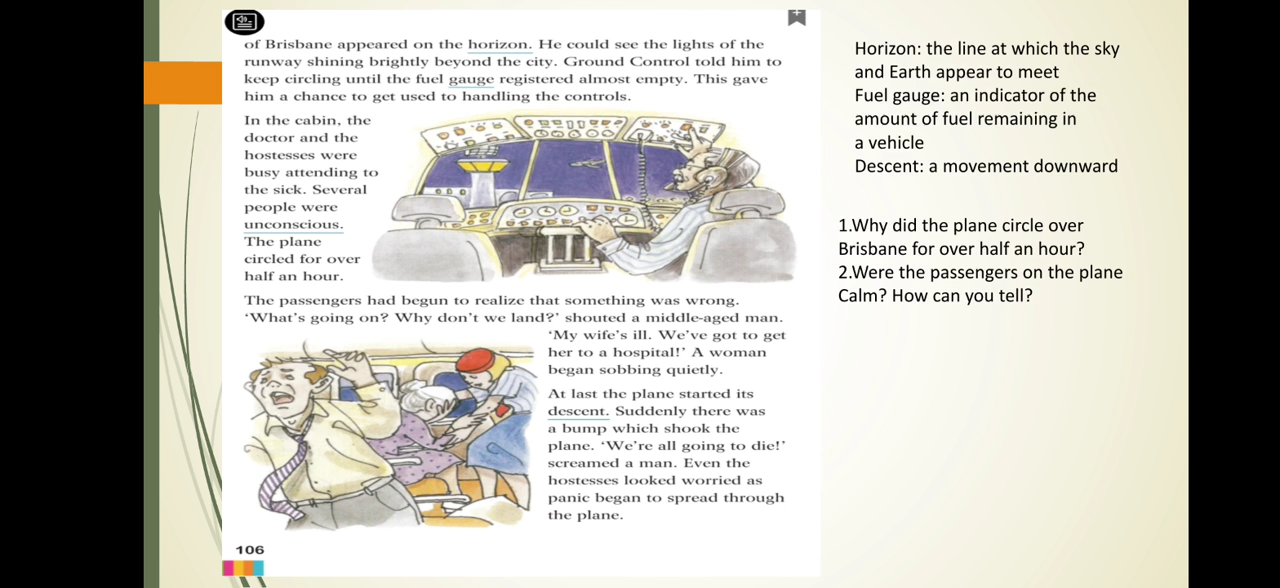 of Brisbane appeared on the horizon. He could see the lights of the
runway shining brightly beyond the city. Ground Control told him to
keep circling until the fuel gauge registered almost empty. This gave
him a chance to get used to handling the controls.
In the cabin, the
doctor and the
hostesses were
busy attending to
the sick. Several
people were
unconscious.
The plane
circled for over
half an hour.
The passengers had begun to realize that something was wrong.
‘What’s going on? Why don’t we land?’ shouted a middle-aged man.
‘My wife’s ill. We’ve got to get
her to a hospital!’ A woman
began sobbing quietly.
At last the plane started its
descent. Suddenly there was
a bump which shook the
plane. ‘We’re all going to die!’
screamed a man. Even the
hostesses looked worried as
panic began to spread through
the plane.
106
Horizon: the line at which the sky
and Earth appear to meet
Fuel gauge: an indicator of the
amount of fuel remaining in
a vehicle
Descent: a movement downward
1.Why did the plane circle over
Brisbane for over half an hour?
2.Were the passengers on the plane
Calm? How can you tell?